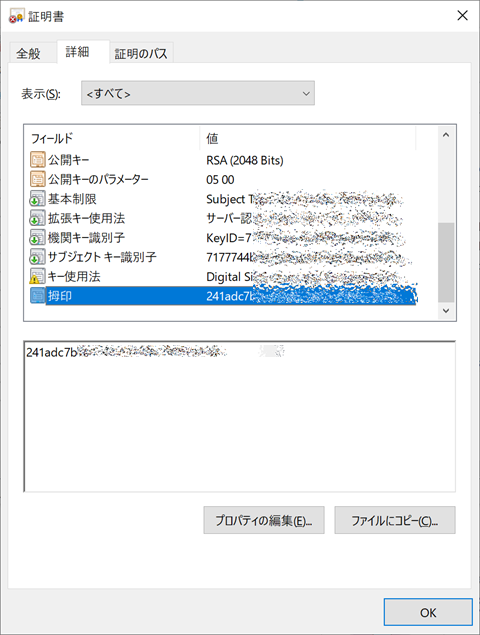 証明書
全般 詳細 証明のパス
表示(S): <すべて>
フィールド 値
公開キー RSA (2048 Bits)
公開キーのパラメーター 05 00
基本制限 Subject T
拡張キー使用法 サーバー認
機関キー識別子 KeyID=7
サブジェクト キー識別子 7177744b
キー使用法 Digital Si
拇印 241adc7b
241adc7b
プロパティの編集(E)... ファイルにコピー(C)...
OK